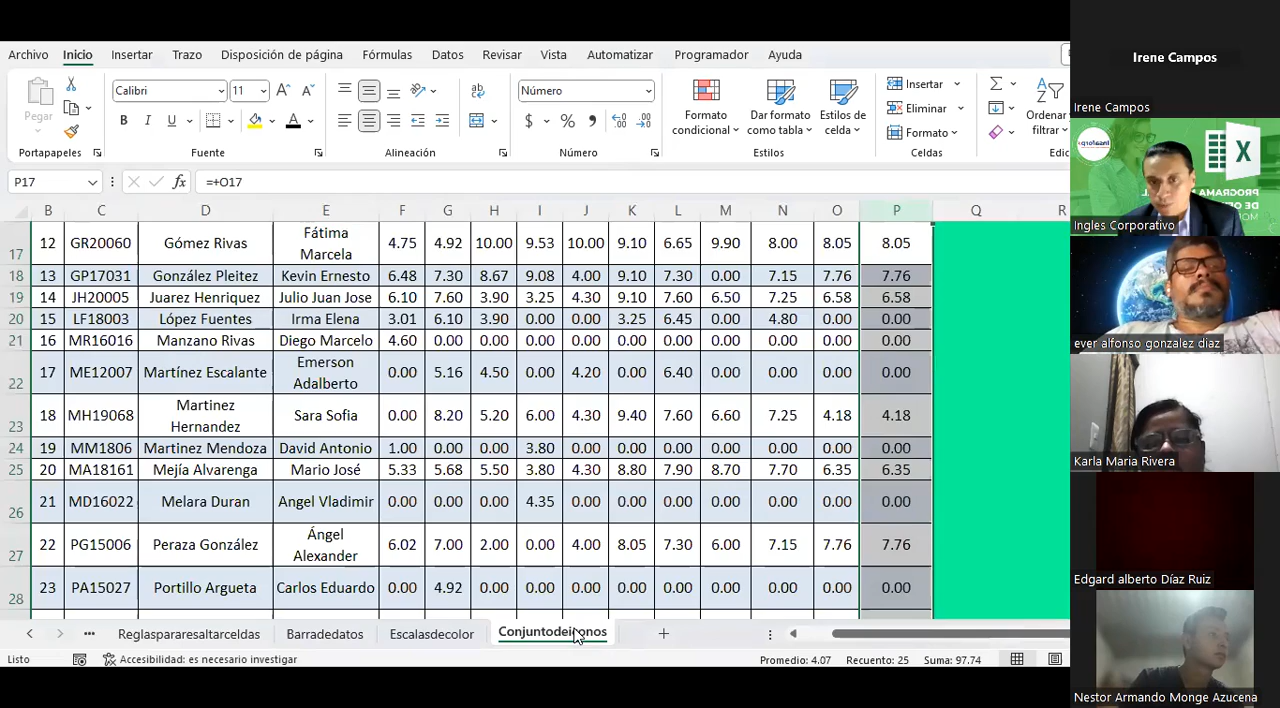 Archivo Inicio Insertar Trazo Disposición de página Fórmulas Datos Revisar Vista Automatizar Programador Ayuda
Pegar
Portapapeles
Calibri 11
N K S
Fuente
Alineación
Número
$ % 000
Número
Formato condicional
Dar formato como tabla
Estilos de celda
Estilos
Insertar
Eliminar
Formato
Celdas
Ordenar
filtrar
P17 fx =+O17
B C D E F G H I J K L M N O P Q R
17 12 GR20060 Gómez Rivas Fátima Marcela 4.75 4.92 10.00 9.53 10.00 9.10 6.65 9.90 8.00 8.05 8.05
18 13 GP17031 González Pleitez Kevin Ernesto 6.48 7.30 8.67 9.08 4.00 9.10 7.30 0.00 7.15 7.76 7.76
19 14 JH20005 Juarez Henriquez Julio Juan Jose 6.10 7.60 3.90 3.25 4.30 9.10 7.60 6.50 7.25 6.58 6.58
20 15 LF18003 López Fuentes Irma Elena 3.01 6.10 3.90 0.00 0.00 3.25 6.45 0.00 4.80 0.00 0.00
21 16 MR16016 Manzano Rivas Diego Marcelo 4.60 0.00 0.00 0.00 0.00 0.00 0.00 0.00 0.00 0.00 0.00
22 17 ME12007 Martínez Escalante Emerson Adalberto 0.00 5.16 4.50 0.00 4.20 0.00 6.40 0.00 0.00 0.00 0.00
23 18 MH19068 Martinez Hernandez Sara Sofia 0.00 8.20 5.20 6.00 4.30 9.40 7.60 6.60 7.25 4.18 4.18
24 19 MM1806 Martinez Mendoza David Antonio 1.00 0.00 0.00 3.80 0.00 0.00 0.00 0.00 0.00 0.00 0.00
25 20 MA18161 Mejía Alvarenga Mario José 5.33 5.68 5.50 3.80 4.30 8.80 7.90 8.70 7.70 6.35 6.35
26 21 MD16022 Melara Duran Angel Vladimir 0.00 0.00 0.00 4.35 0.00 0.00 0.00 0.00 0.00 0.00 0.00
27 22 PG15006 Peraza González Ángel Alexander 6.02 7.00 2.00 0.00 4.00 8.05 7.30 6.00 7.15 7.76 7.76
28 23 PA15027 Portillo Argueta Carlos Eduardo 0.00 4.92 0.00 0.00 0.00 0.00 0.00 0.00 0.00 0.00 0.00
Reglaspararesaltarceldas Barradedatos Escalasdecolor Conjuntodeiconos
Listo Accesibilidad: es necesario investigar Promedio: 4.07 Recuento: 25 Suma: 97.74
Irene Campos
Irene Campos
Ingles Corporativo
ever alfonso gonzalez diaz
Karla Maria Rivera
Edgard alberto Díaz Ruiz
Nestor Armando Monge Azucena